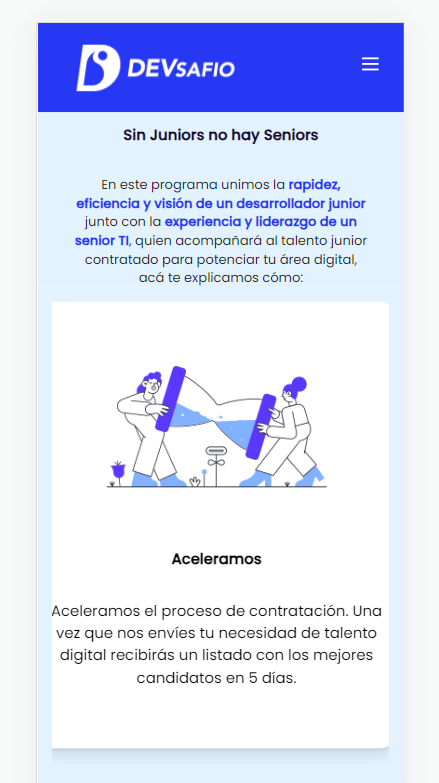 DEVSAFIO
Sin Juniors no hay Seniors
En este programa unimos la rapidez,
eficiencia y visión de un desarrollador junior
junto con la experiencia y liderazgo de un
senior TI, quien acompañará al talento junior
contratado para potenciar tu área digital,
acá te explicamos cómo:
Aceleramos
Aceleramos el proceso de contratación. Una
vez que nos envíes tu necesidad de talento
digital recibirás un listado con los mejores
candidatos en 5 días.